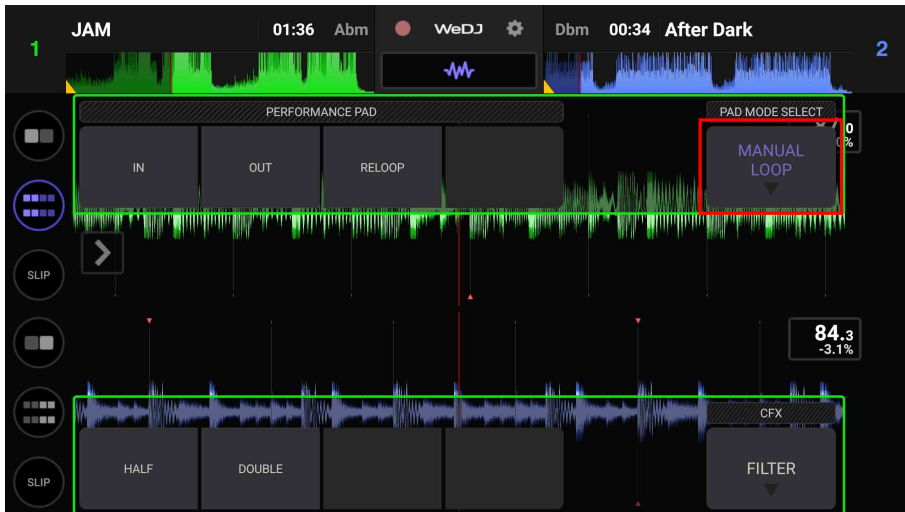 1
JAM
01:36
Abm
WeDJ
Dbm
00:34
After Dark
2
PERFORMANCE PAD
PAD MODE SELECT
IN
OUT
RELOOP
MANUAL
LOOP
SLIP
84.3
-3.1%
CFX
HALF
DOUBLE
FILTER
SLIP